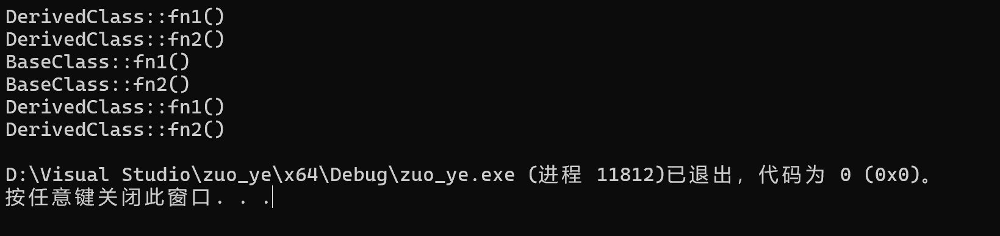 DerivedClass::fn1()
DerivedClass::fn2()
BaseClass::fn1()
BaseClass::fn2()
DerivedClass::fn1()
DerivedClass::fn2()
D:\Visual Studio\zuo_ye\x64\Debug\zuo_ye.exe (进程 11812)已退出，代码为 0 (0x0)。
按任意键关闭此窗口. . .